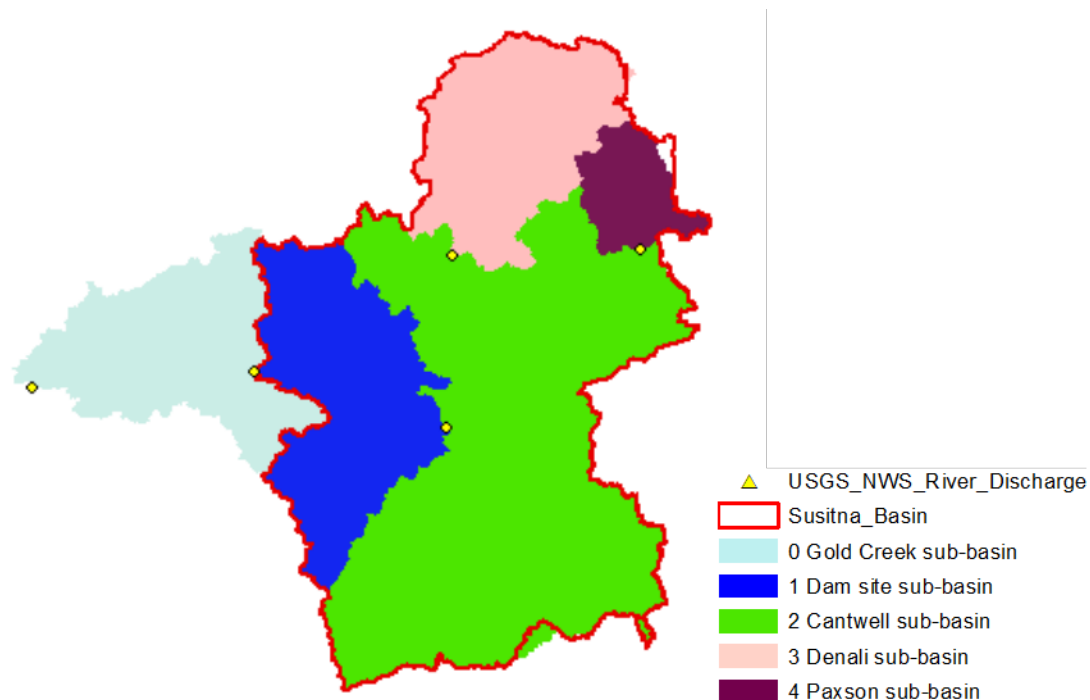 USGS_NWS_River_Discharge
Susitna_Basin
0 Gold Creek sub-basin
1 Dam site sub-basin
2 Cantwell sub-basin
3 Denali sub-basin
4 Paxson sub-basin